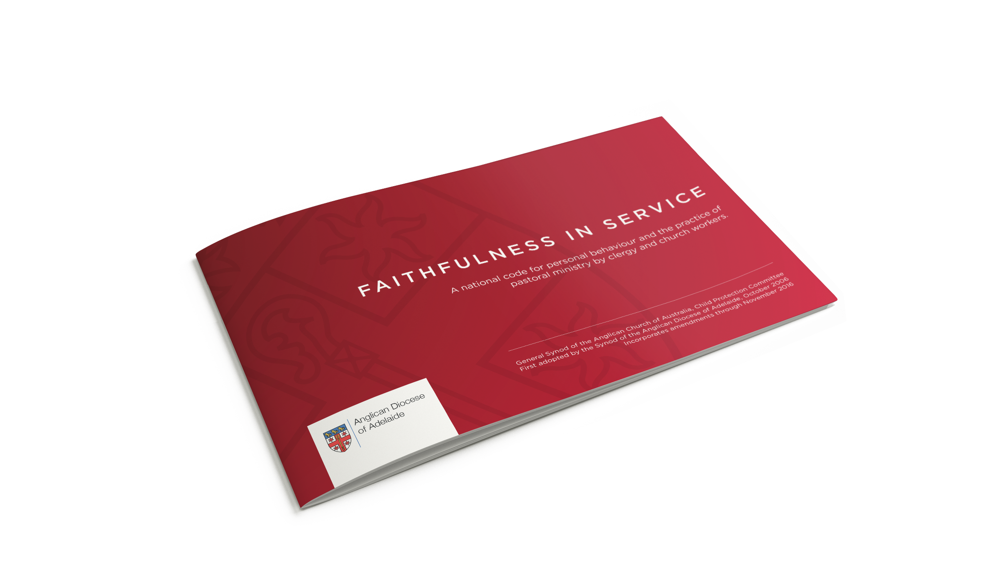 FAITHFULNESS IN SERVICE
A national code for personal behaviour and the practice of
pastoral ministry by clergy and church workers.
General Synod of the Anglican Church of Australia, Child Protection Committee
First adopted by the Synod of the Anglican Diocese of Adelaide, October 2006
Incorporates amendments through November 2016
Anglican Diocese
of Adelaide